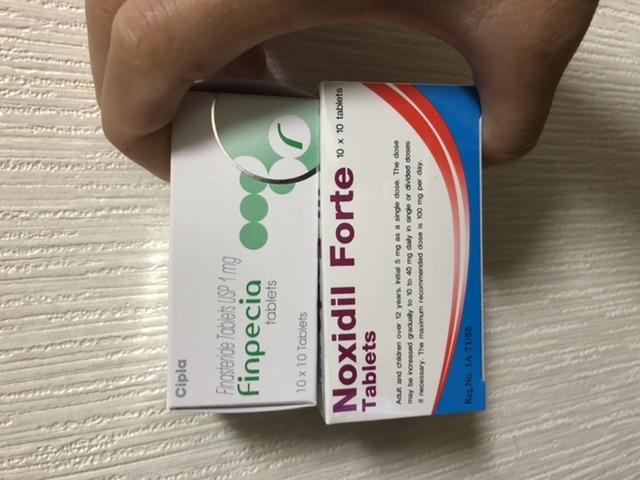 Cipla
Finasteride Tablets USP 1 mg
Finpecia
tablets
10 x 10 Tablets
Noxidil Forte 10 x 10 tablets
Tablets
Adult and children over 12 years. Initial 5 mg as a single dose. The dose
may be increased gradually to 10 to 40 mg daily in single or divided doses
if necessary. The maximum recommended dose is 100 mg per day.
Reg.No. 1A 71/55